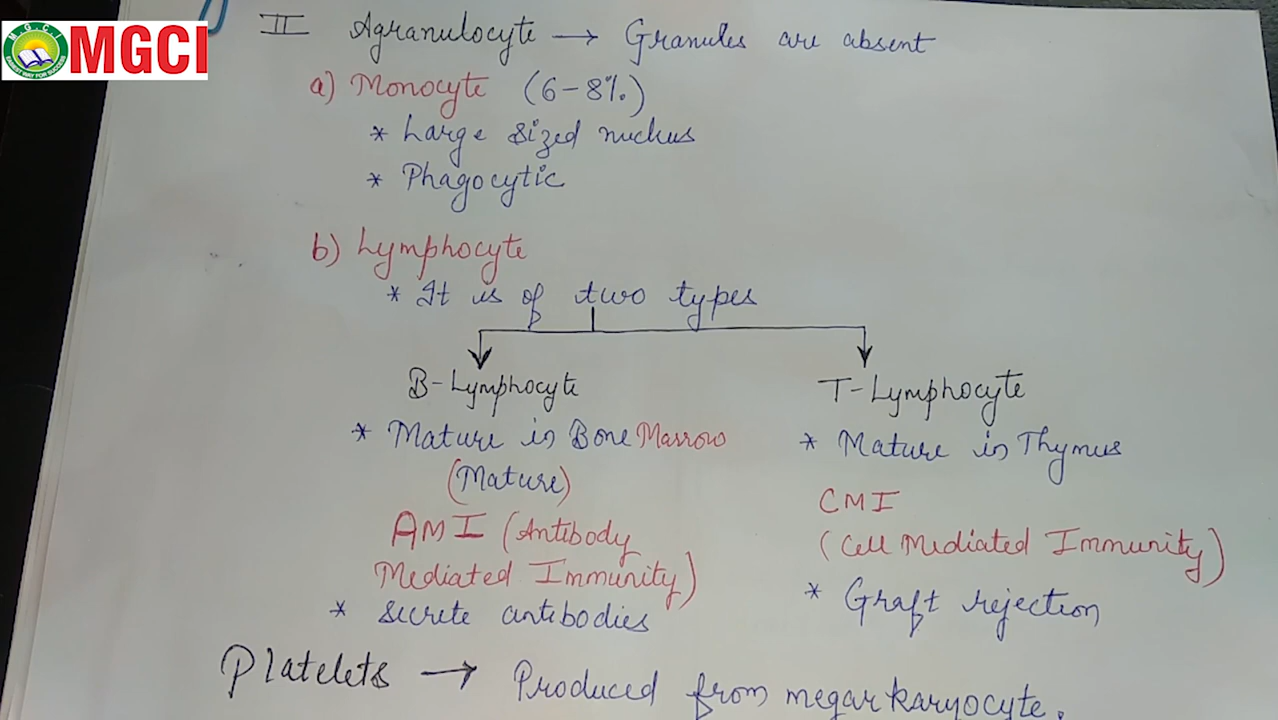 M.G.C.I
MGCI
II Agranulocyte → Granules are absent
a) Monocyte (6-8%.)
* Large sized nucleus
* Phagocytic
b) Lymphocyte
* It is of two types
B-Lymphocyte T-Lymphocyte
* Mature in Bone Marrow * Mature in Thymus
(Mature)
CMI
AMI (Antibody
(Cell Mediated Immunity)
Mediated Immunity)
* Graft rejection
* secrete antibodies
Platelets → Produced from megarkaryocyte.